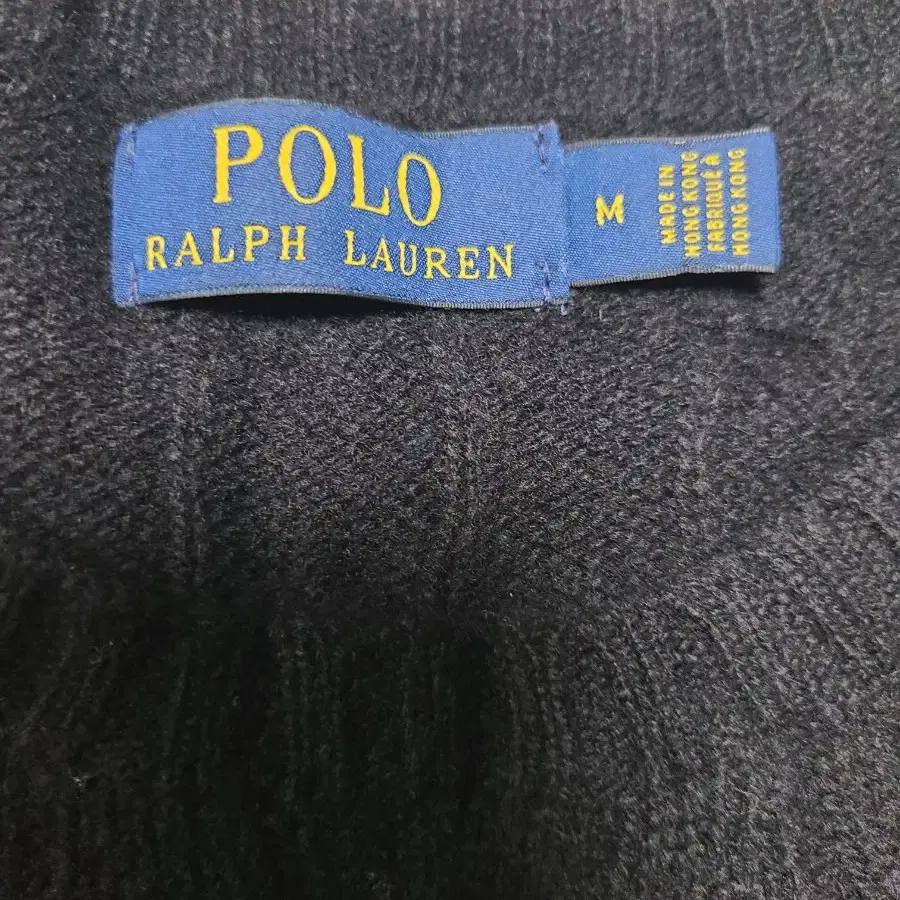 POLO
RALPH LAUREN
M
MADE IN
HONG KONG
FABRIQUÉ À
HONG KONG